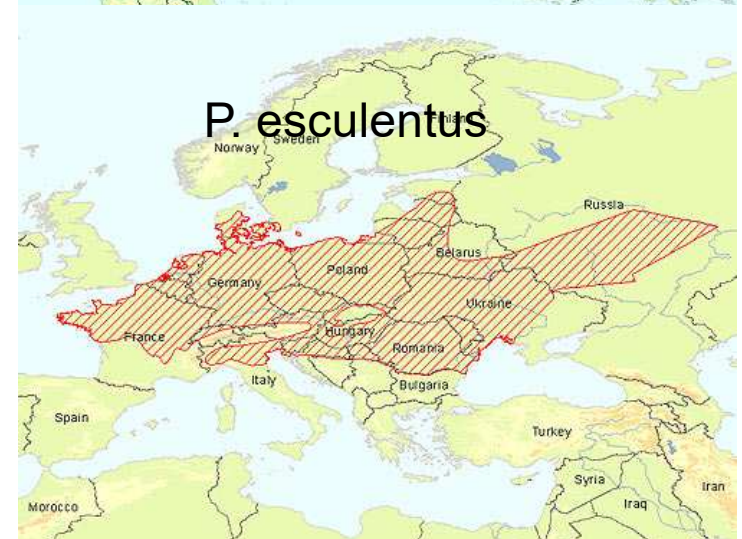 P. esculentus
Finland
Norway
Sweden
Russia
Belarus
Poland
Germany
Ukraine
France
Hungary
Romania
Italy
Bulgaria
Spain
Turkey
Syria
Iran
Iraq
Morocco